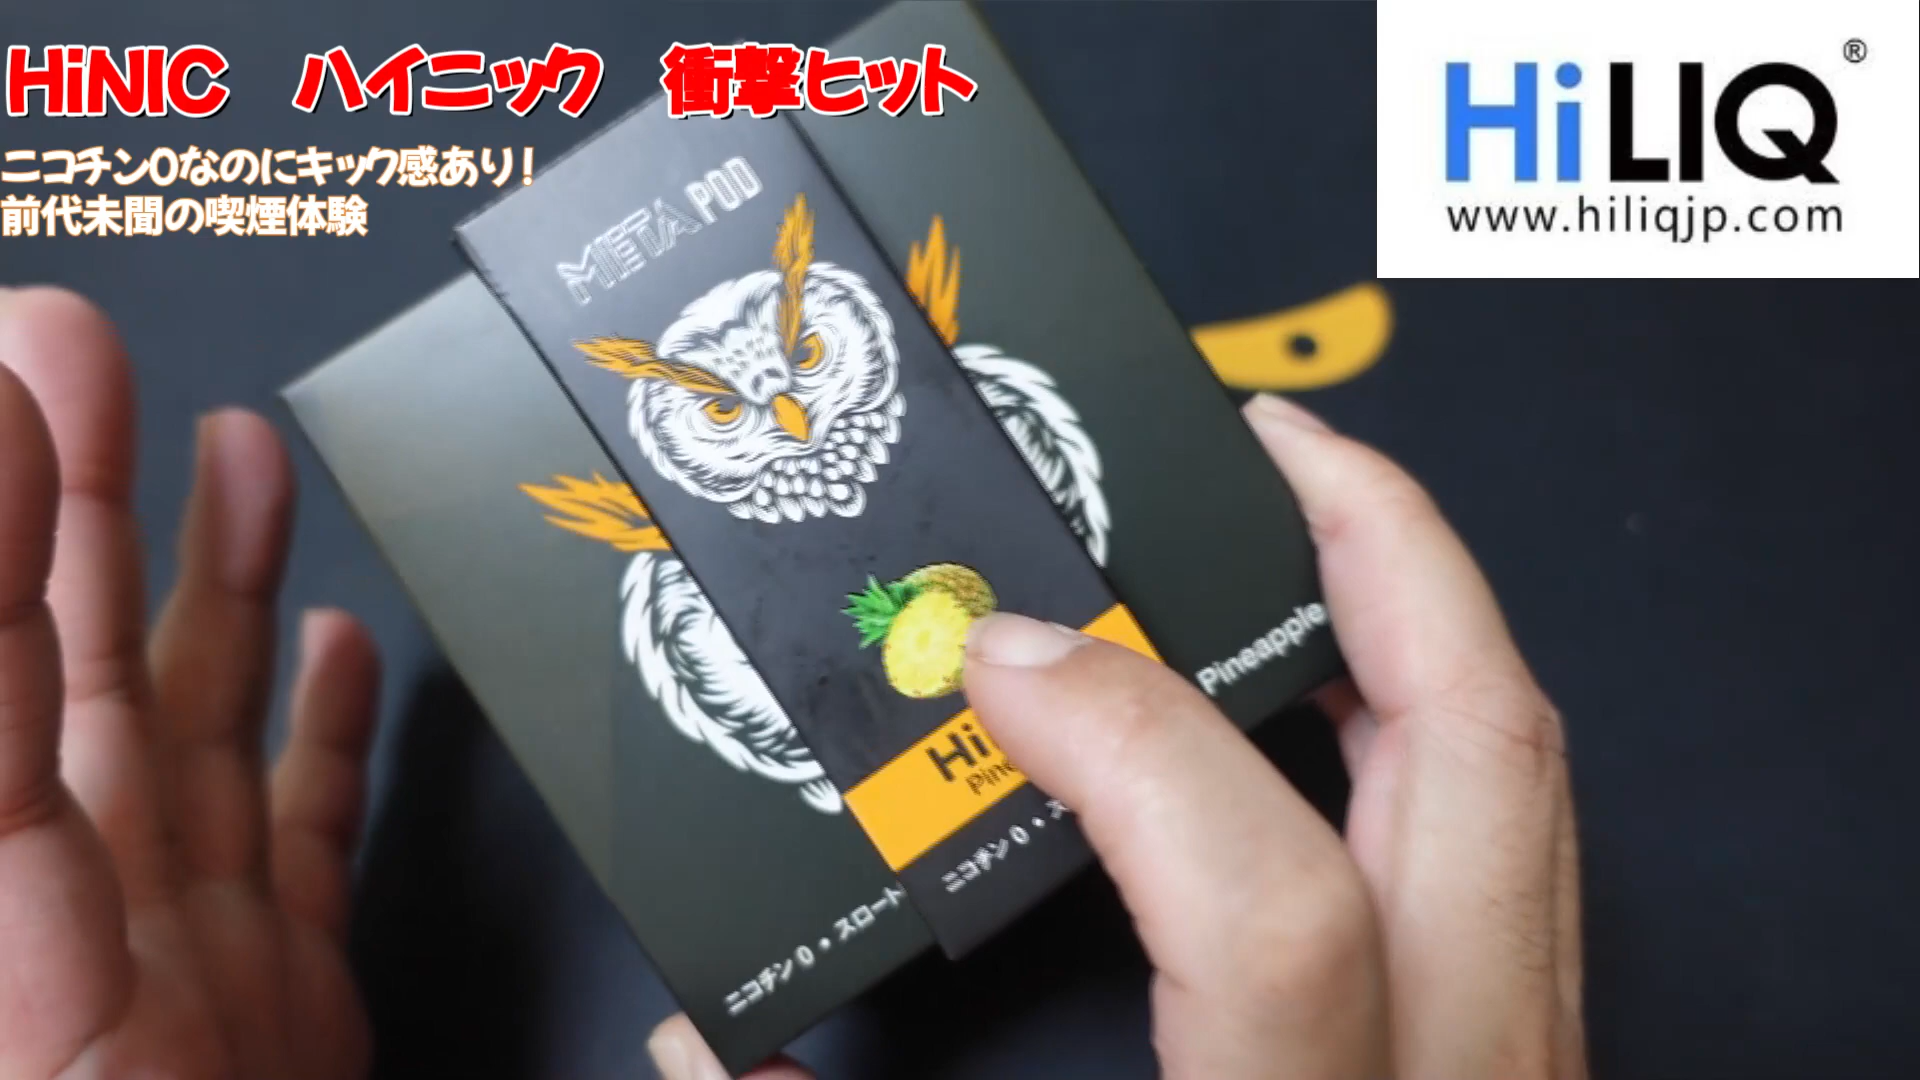 HiNIC ハイニック 衝撃ヒット
ニコチン0なのにキック感あり!
前代未聞の喫煙体験
HiLIQ®
www.hiliqjp.com
META POD
Pineapple
Hi
ニコチン 0・
ニコチン 0・スロート